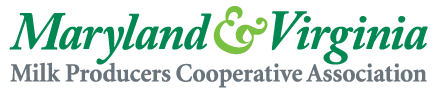 Maryland & Virginia
Milk Producers Cooperative Association